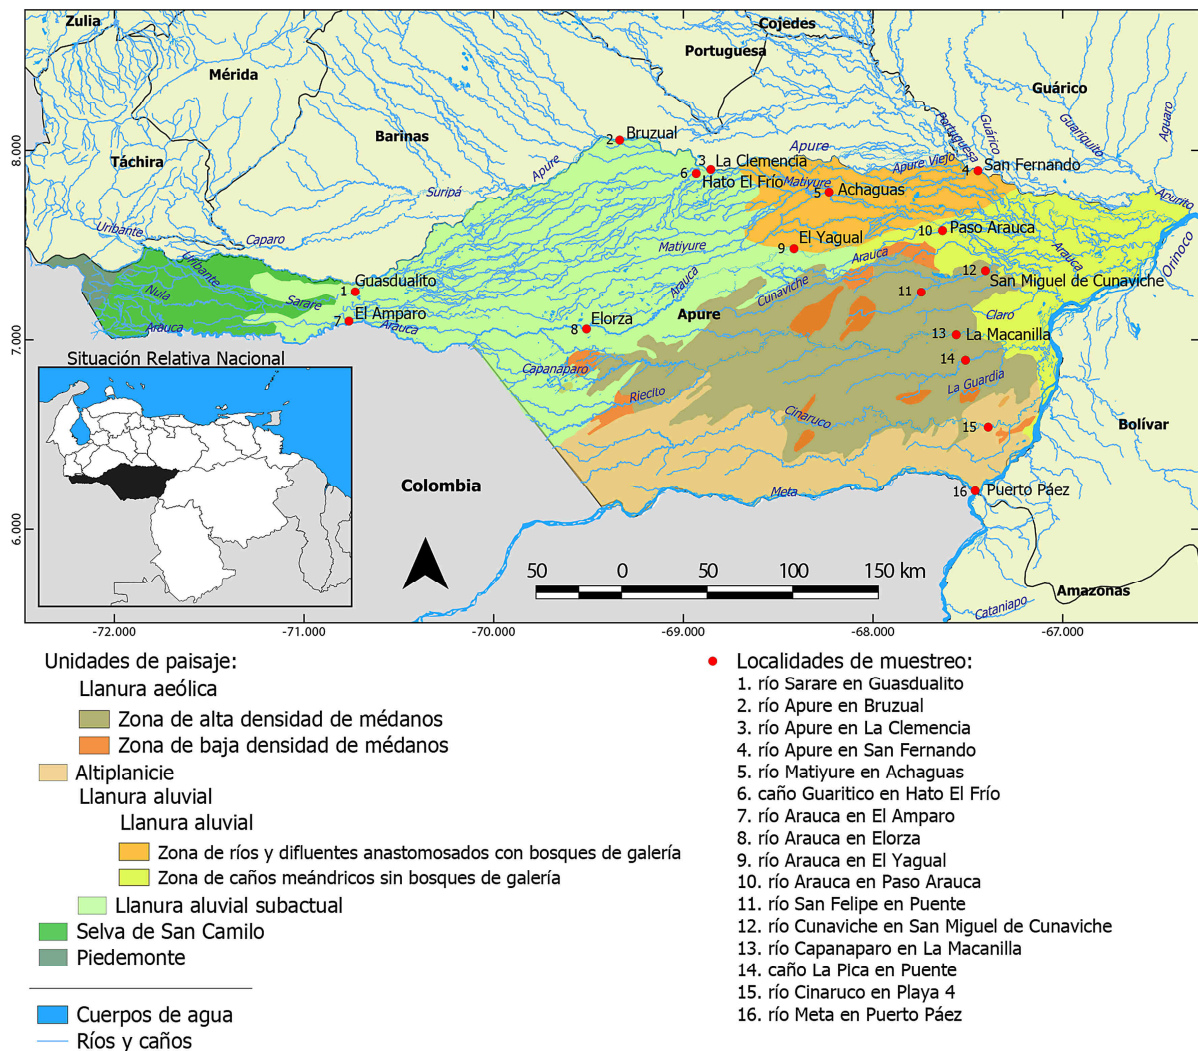 Zulia
Cojedes
Portuguesa
Mérida
Guárico
Barinas
Táchira
Aguaro
Guariquito
Guárico
Portuguesa
2 Bruzual
Apure
8.000
3 La Clemencia
Apure Viejo
4 San Fernando
Apure
6 Hato El Frío
Matiyure
5 Achaguas
Suripá
Apurito
Uribante
Caparo
10 Paso Arauca
El Yagual
9
Matiyure
Arauca
Arauca
Orinoco
Uribante
12
San Miguel de Cunaviche
Guasdualito
1
Nula
Sarare
Arauca
Cunaviche
11
El Amparo
7
Arauca
Arauca
Elorza
8
Apure
Claro
13 La Macanilla
7.000
Situación Relativa Nacional
14
Capanaparo
La Guardia
Riecito
Cinaruco
15
Bolívar
Colombia
Meta
16 Puerto Páez
6.000
50 0 50 100 150 km
Amazonas
Cataniapo
-72.000 -71.000 -70.000 -69.000 -68.000 -67.000
Unidades de paisaje:
Llanura aeólica
Zona de alta densidad de médanos
Zona de baja densidad de médanos
Altiplanicie
Llanura aluvial
Llanura aluvial
Zona de ríos y difluentes anastomosados con bosques de galería
Zona de caños meándricos sin bosques de galería
Llanura aluvial subactual
Selva de San Camilo
Piedemonte
Cuerpos de agua
Ríos y caños
Localidades de muestreo:
1. río Sarare en Guasdualito
2. río Apure en Bruzual
3. río Apure en La Clemencia
4. río Apure en San Fernando
5. río Matiyure en Achaguas
6. caño Guaritico en Hato El Frío
7. río Arauca en El Amparo
8. río Arauca en Elorza
9. río Arauca en El Yagual
10. río Arauca en Paso Arauca
11. río San Felipe en Puente
12. río Cunaviche en San Miguel de Cunaviche
13. río Capanaparo en La Macanilla
14. caño La Pica en Puente
15. río Cinaruco en Playa 4
16. río Meta en Puerto Páez